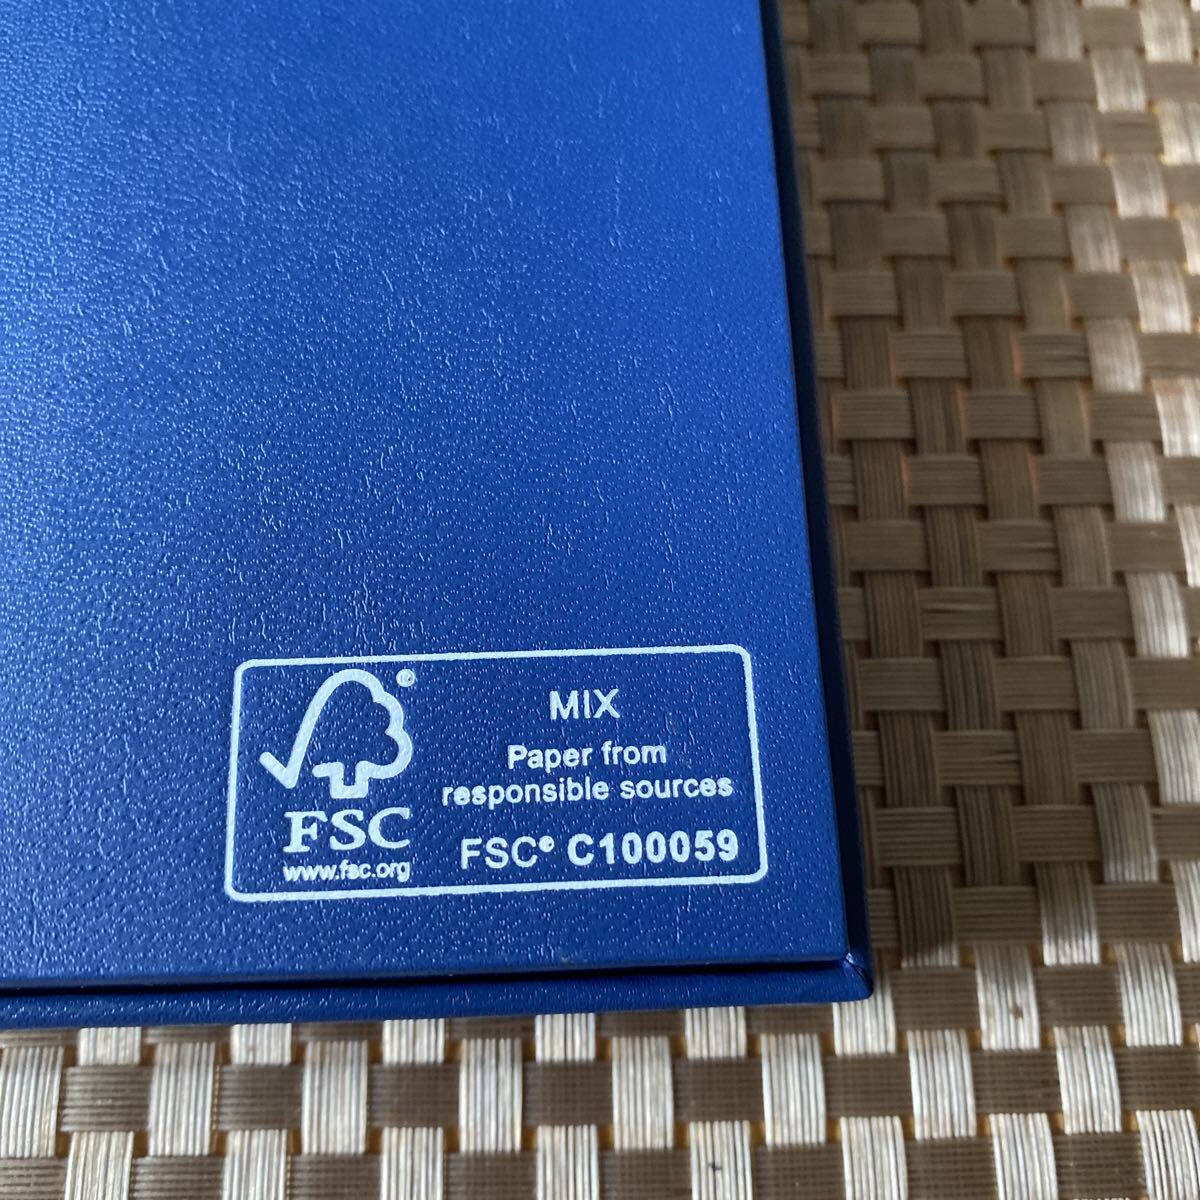 ®
FSC
www.fsc.org
MIX
Paper from
responsible sources
FSC® C100059